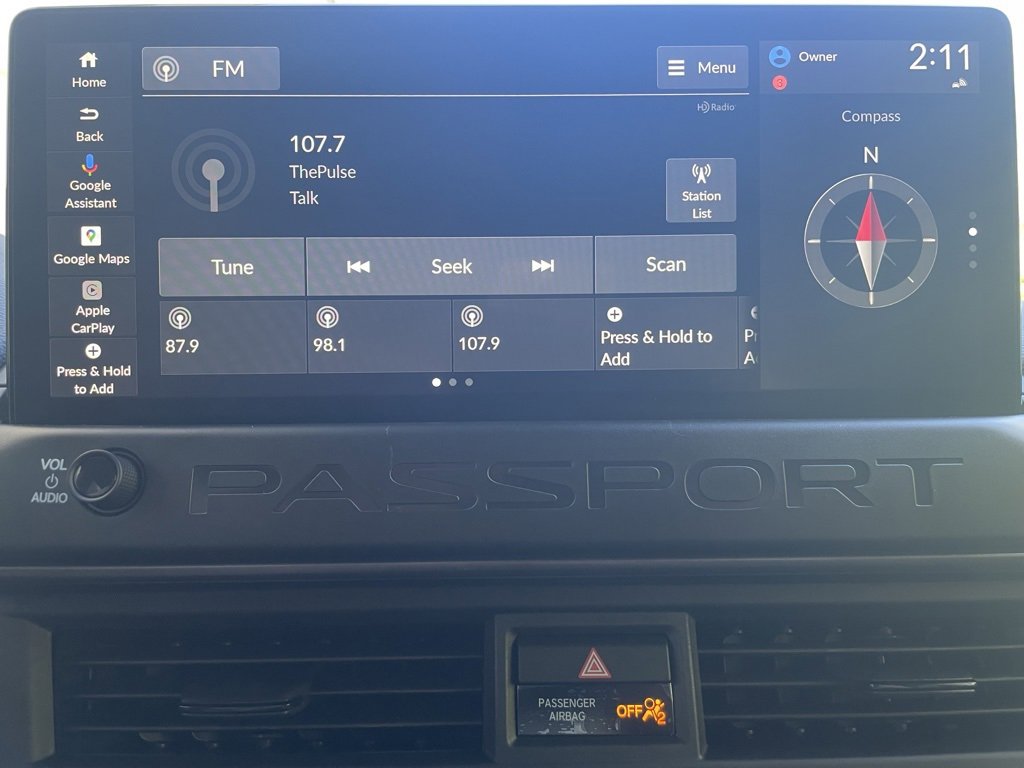 Home
Back
Google
Assistant
Google Maps
Apple
CarPlay
Press & Hold
to Add
FM
Menu
HD Radio
107.7
ThePulse
Talk
Station
List
Tune
Seek
Scan
87.9
98.1
107.9
Press & Hold to
Add
Owner
3
2:11
Compass
N
VOL
AUDIO
PASSPORT
PASSENGER
AIRBAG
OFF
2